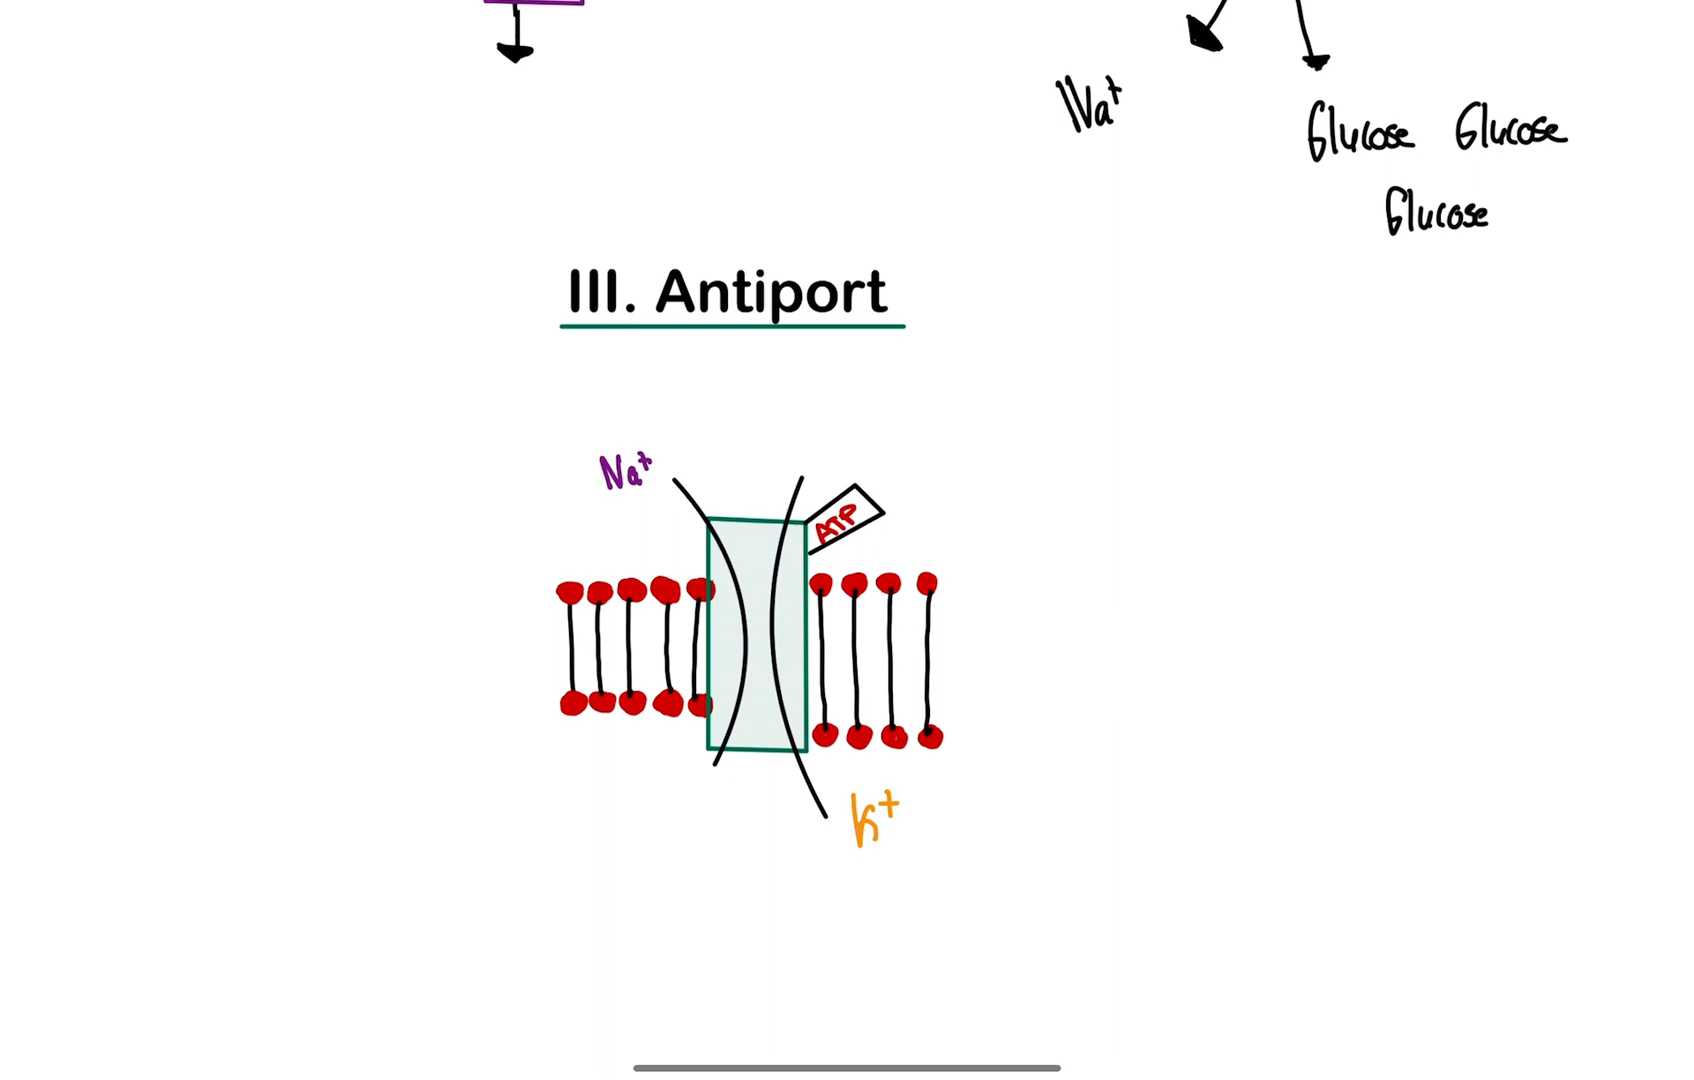 Na⁺
Glucose Glucose
Glucose
III. Antiport
Na⁺
ATP
K⁺